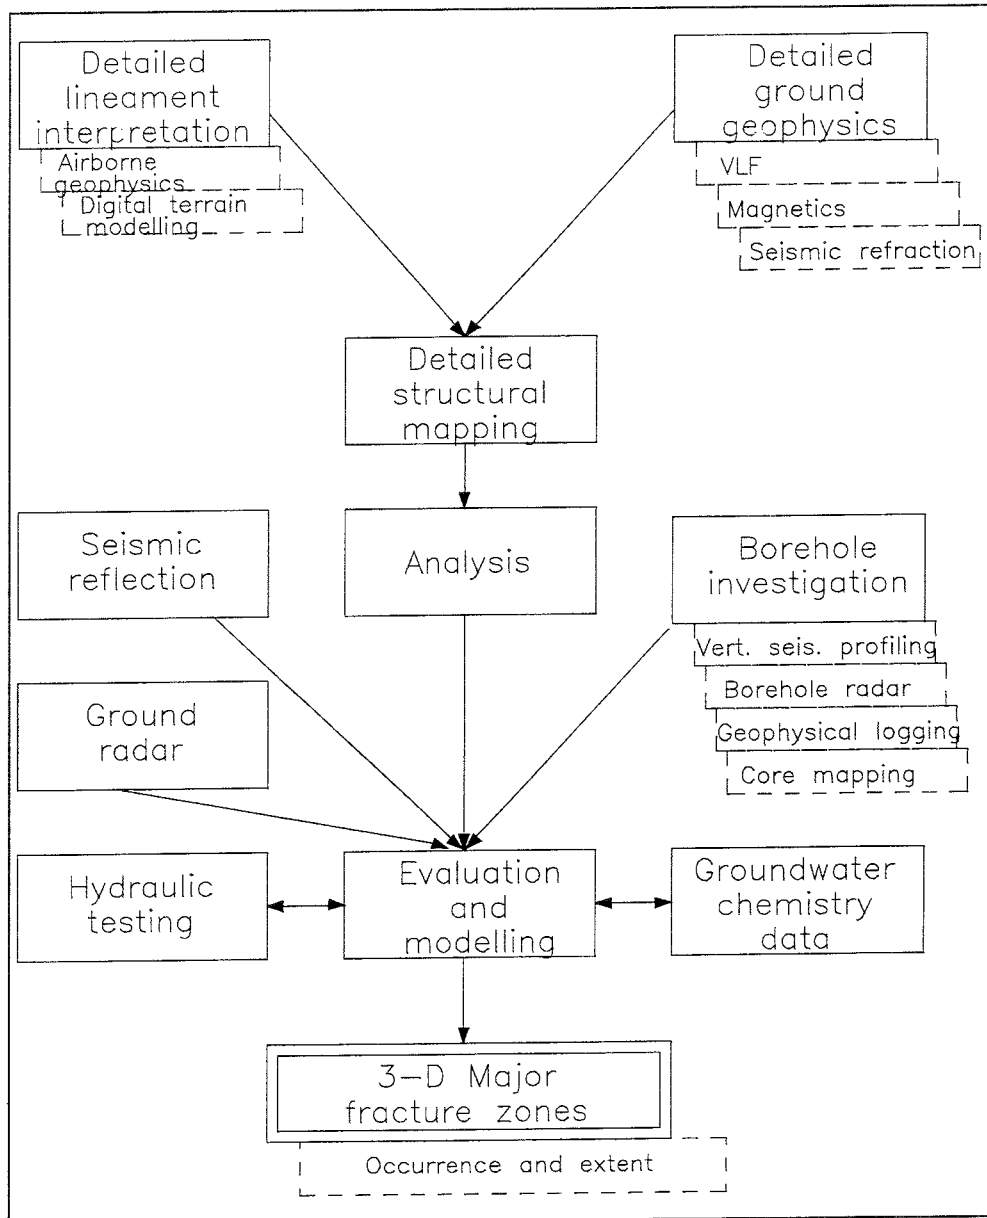 Detailed
lineament
interpretation
Airborne
geophysics
Digital terrain
modelling
Detailed
ground
geophysics
VLF
Magnetics
Seismic refraction
Detailed
structural
mapping
Seismic
reflection
Analysis
Borehole
investigation
Vert. seis. profiling
Borehole radar
Geophysical logging
Core mapping
Ground
radar
Hydraulic
testing
Evaluation
and
modelling
Groundwater
chemistry
data
3-D Major
fracture zones
Occurrence and extent